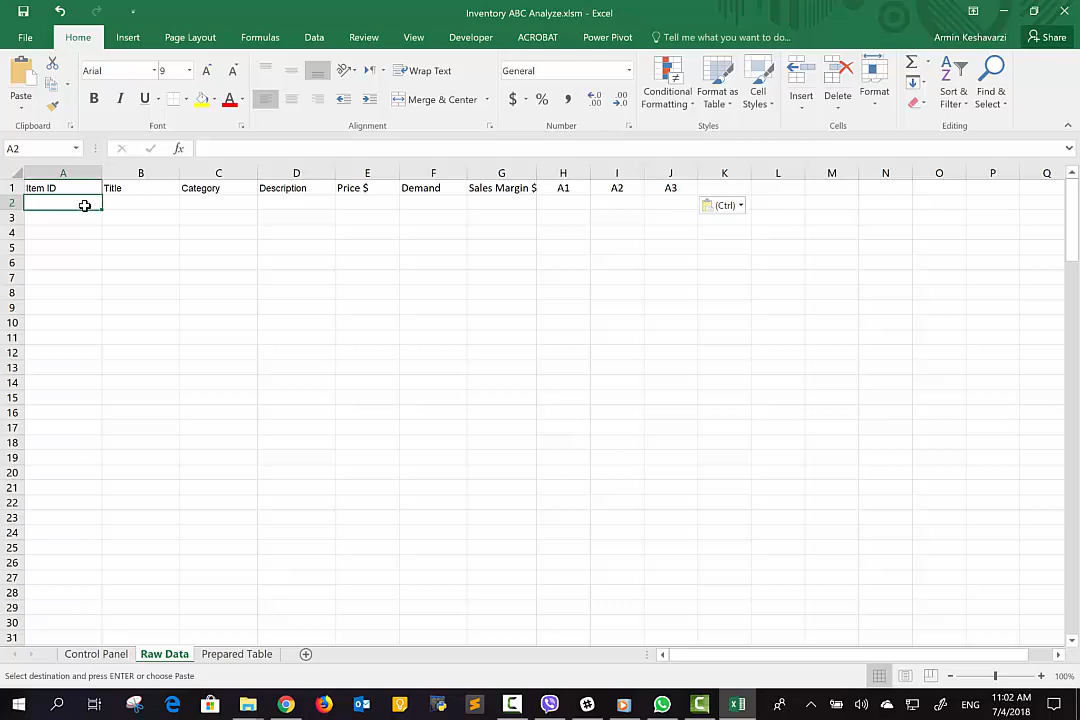 Inventory ABC Analyze.xlsm - Excel
File Home Insert Page Layout Formulas Data Review View Developer ACROBAT Power Pivot Tell me what you want to do... Armin Keshavarzi Share
Paste
Clipboard
Arial 9
B I U
Font
Wrap Text
Merge & Center
Alignment
General
$ %
Number
Conditional Formatting
Format as Table
Cell Styles
Styles
Insert
Delete
Format
Cells
Sort & Filter
Find & Select
Editing
A2 fx
A B C D E F G H I J K L M N O P Q
1 Item ID Title Category Description Price $ Demand Sales Margin $ A1 A2 A3
2 (Ctrl)
3
4
5
6
7
8
9
10
11
12
13
14
15
16
17
18
19
20
21
22
23
24
25
26
27
28
29
30
31
Control Panel Raw Data Prepared Table
Select destination and press ENTER or choose Paste 100%
ENG 11:02 AM
7/4/2018